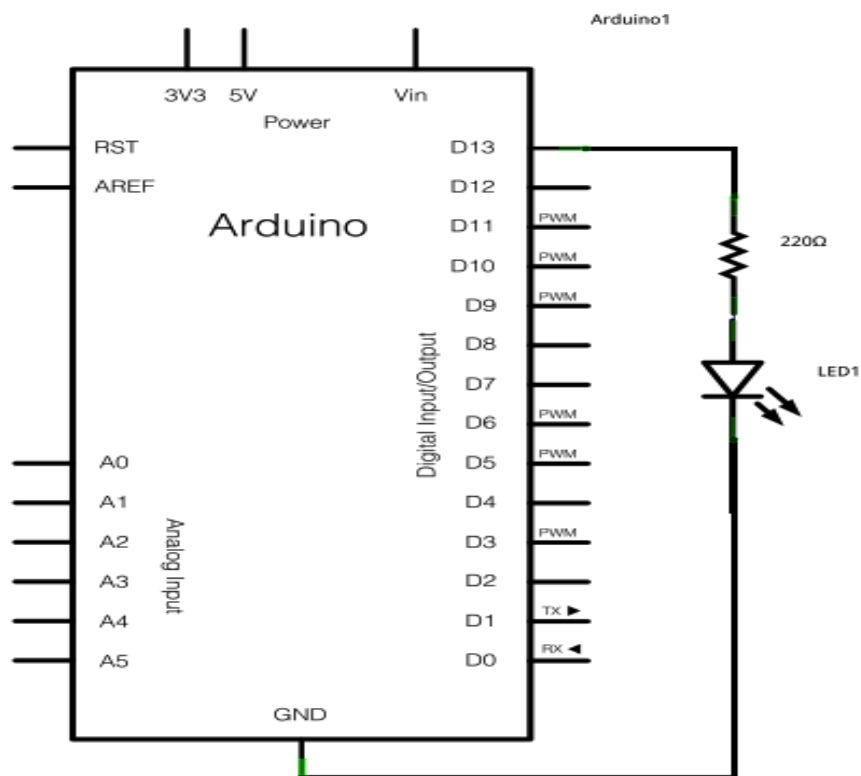 Arduino1
3V3 5V Vin
Power
RST D13
AREF D12
Arduino
D11 PWM
220Ω
D10 PWM
D9 PWM
D8
LED1
D7
Digital Input/Output
D6 PWM
A0 D5 PWM
A1 D4
A2 D3 PWM
Analog Input
A3 D2
A4 D1 TX ►
A5 D0 RX ◄
GND